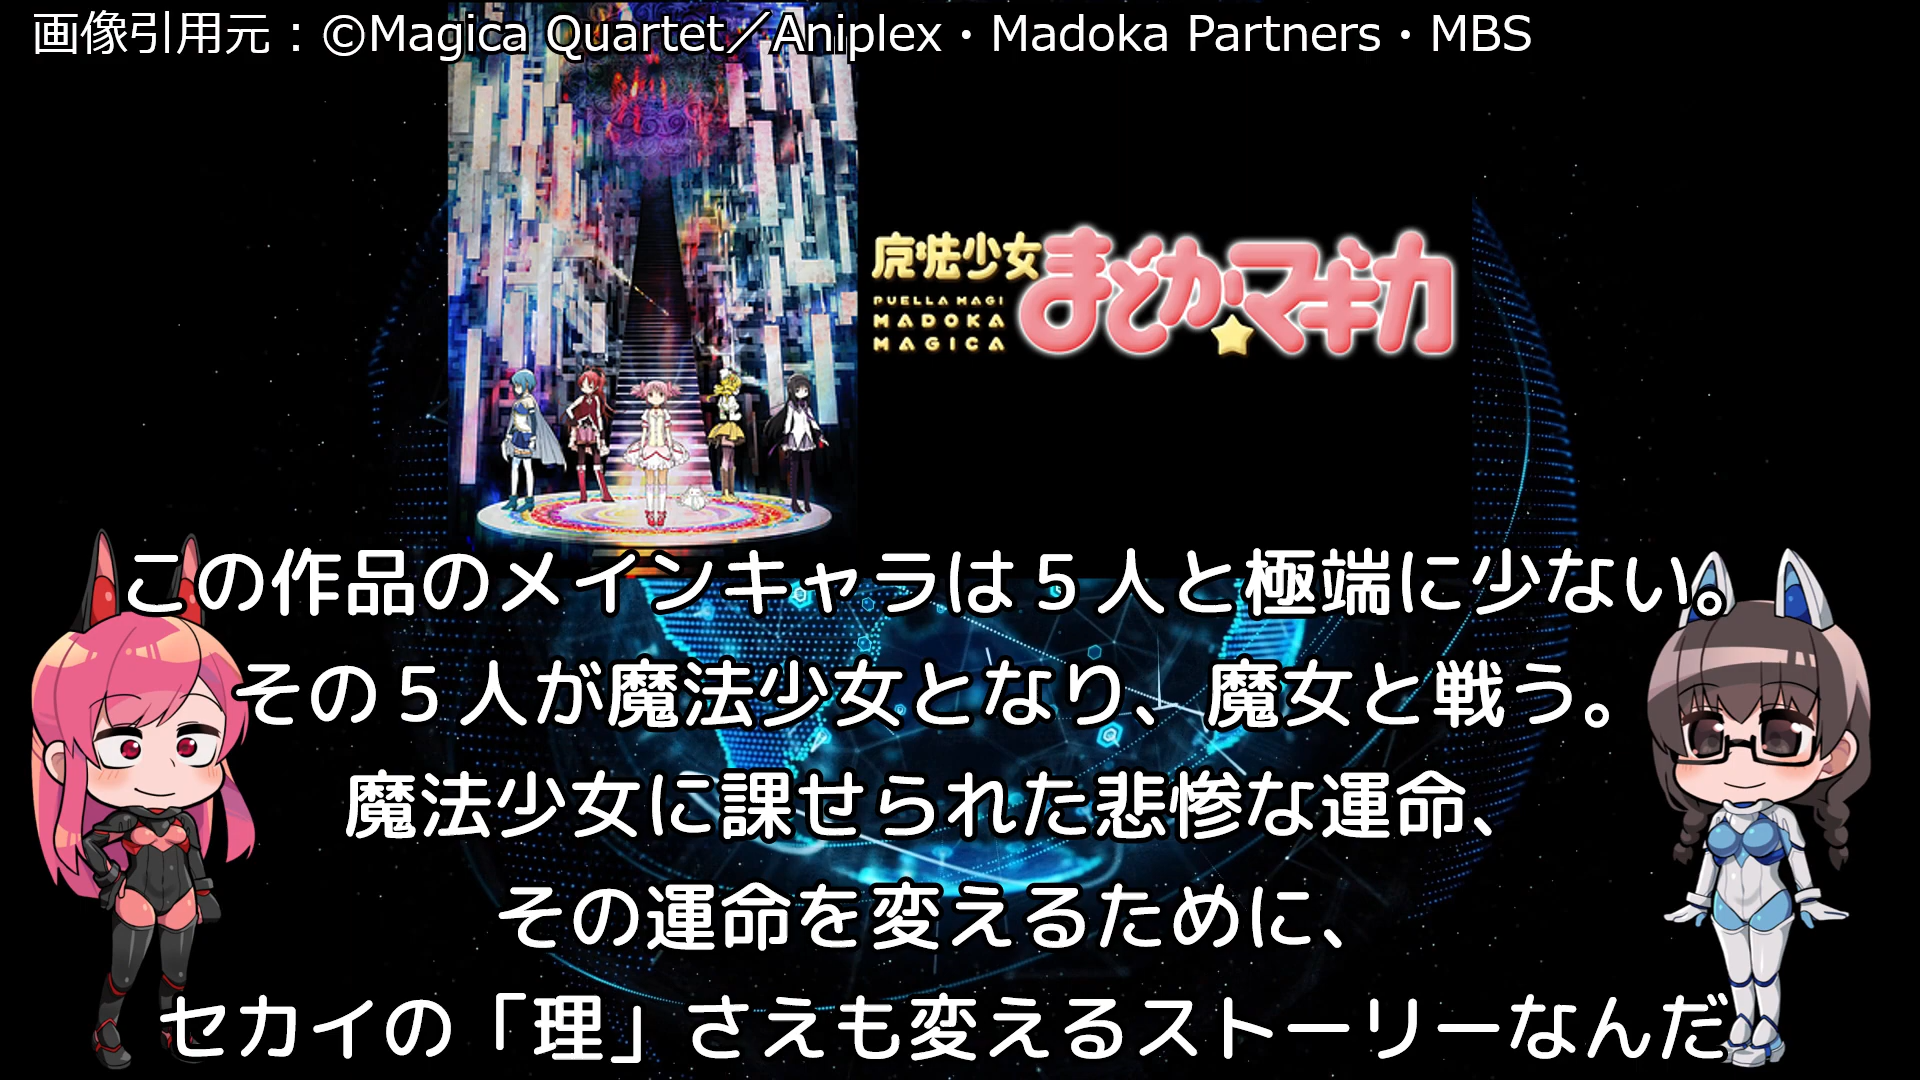 画像引用元：©Magica Quartet／Aniplex・Madoka Partners・MBS
魔法少女
まどか☆マギカ
PUELLA MAGI
MADOKA
MAGICA
この作品のメインキャラは５人と極端に少ない。
その５人が魔法少女となり、魔女と戦う。
魔法少女に課せられた悲惨な運命、
その運命を変えるために、
セカイの「理」さえも変えるストーリーなんだ